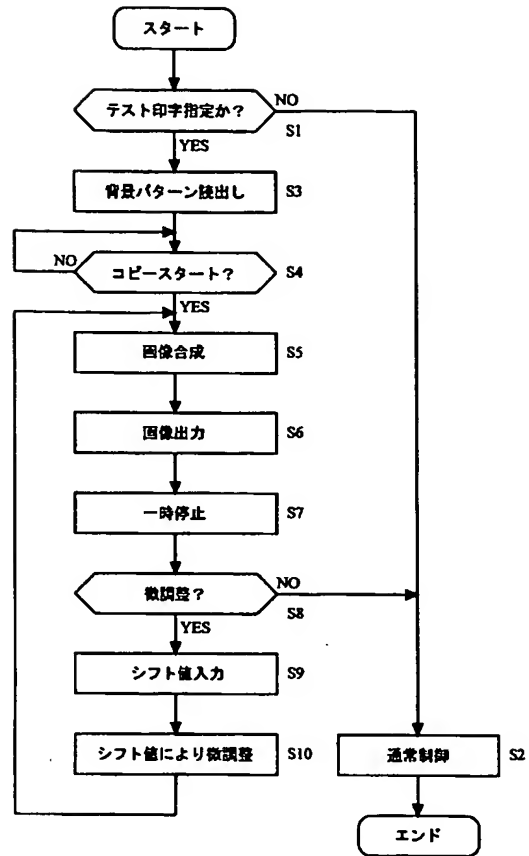 スタート
テスト印字指定か?
NO
S1
YES
背景パターン読出し
S3
NO
コピースタート?
S4
YES
画像合成
S5
画像出力
S6
一時停止
S7
微調整?
NO
S8
YES
シフト値入力
S9
シフト値により微調整
S10
通常制御
S2
エンド